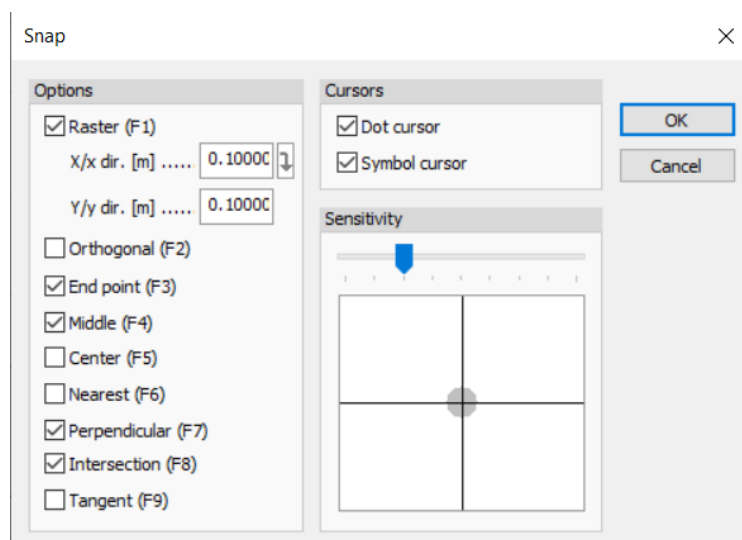 Snap
Options
Raster (F1)
X/x dir. [m] ..... 0.10000
Y/y dir. [m] ..... 0.10000
Orthogonal (F2)
End point (F3)
Middle (F4)
Center (F5)
Nearest (F6)
Perpendicular (F7)
Intersection (F8)
Tangent (F9)
Cursors
Dot cursor
Symbol cursor
Sensitivity
OK
Cancel